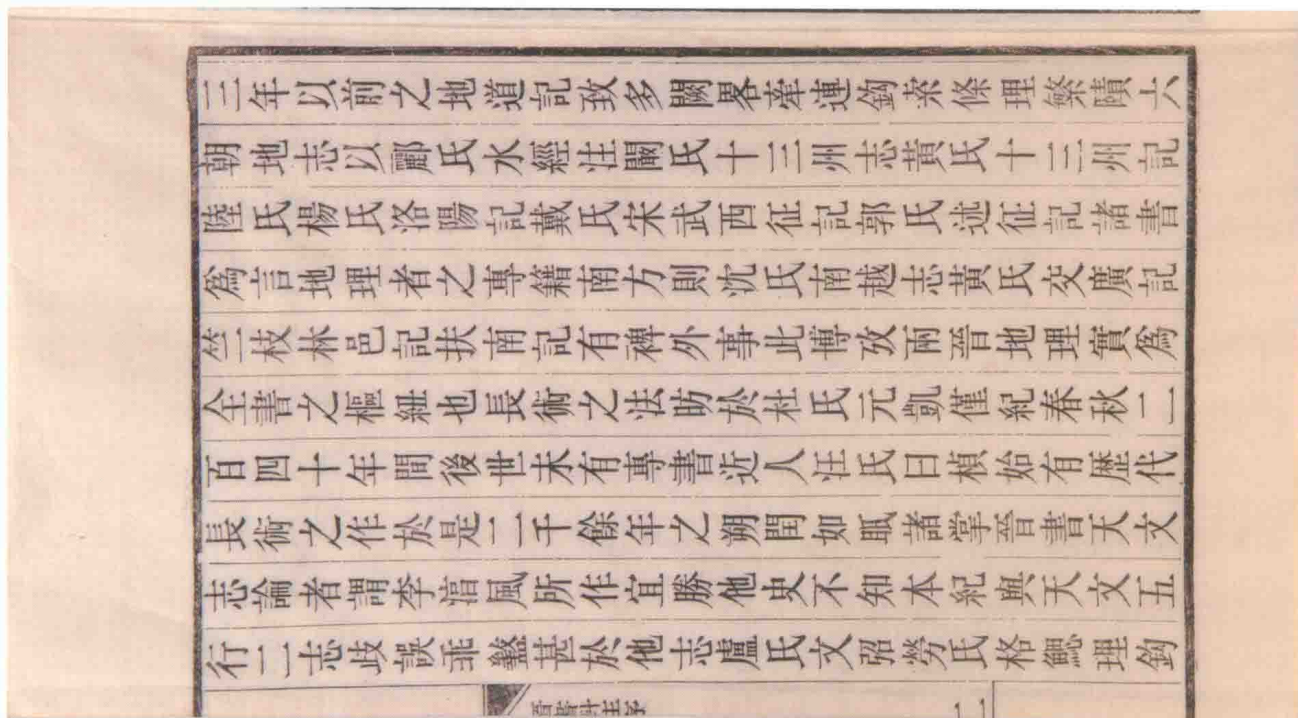 三年以前之地道記致多闕畧牽連鈎索條理繁賾六
朝地志以酈氏水經注闞氏十三州志黃氏十三州記
陸氏楊氏洛陽記戴氏宋武西征記郭氏述征記諸書
爲言地理者之專籍南方則沈氏南越志黃氏交廣記
竺枝林邑記扶南記有裨外事此博攷兩晉地理實爲
全書之樞紐也長術之法昉於杜氏元凱僅紀春秋二
百四十年間後世未有專書近人汪氏曰楨始有歷代
長術之作於是二千餘年之朔閏如眡諸掌晉書天文
志論者謂李淳風所作宜勝他史不知本紀與天文五
行二志歧誤乖盭甚於他志盧氏文弨勞氏格鰓理鈎